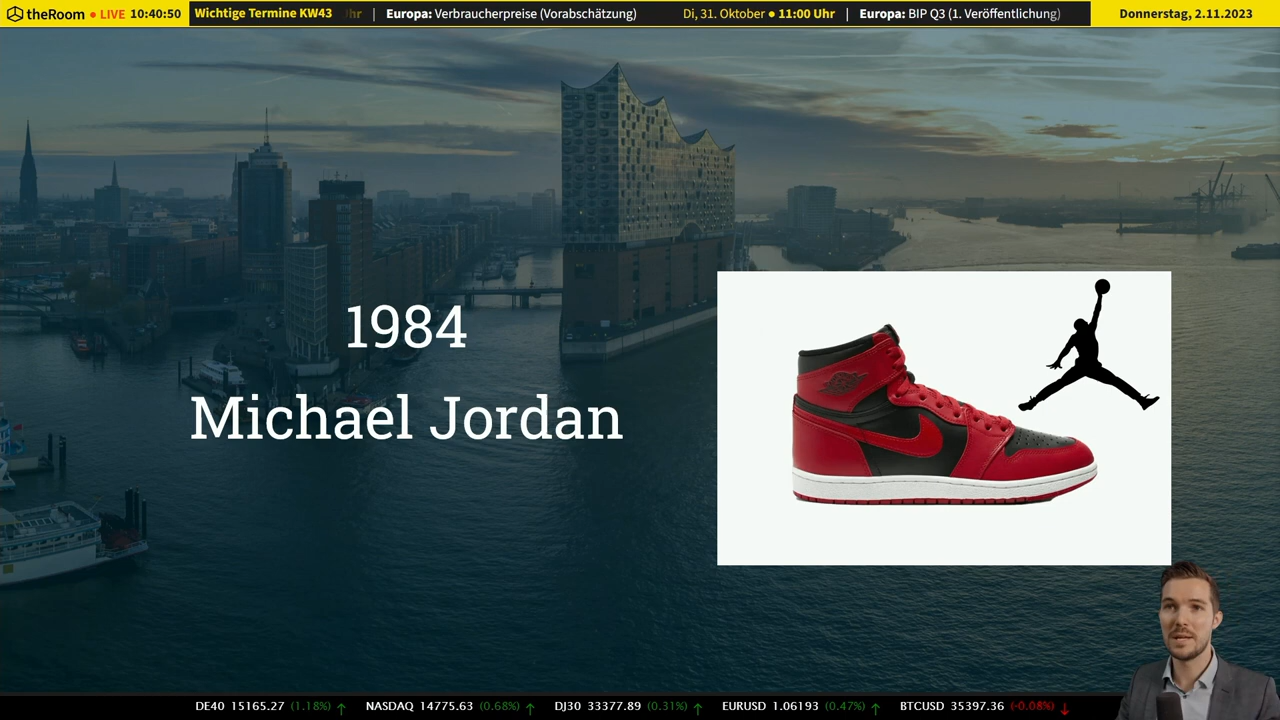 theRoom ● LIVE 10:40:50 Wichtige Termine KW43 Uhr | Europa: Verbraucherpreise (Vorabschätzung) Di, 31. Oktober ● 11:00 Uhr | Europa: BIP Q3 (1. Veröffentlichung) Donnerstag, 2.11.2023
1984
Michael Jordan
DE40 15165.27 (1.18%) ↑ NASDAQ 14775.63 (0.68%) ↑ DJ30 33377.89 (0.31%) ↑ EURUSD 1.06193 (0.47%) ↑ BTCUSD 35397.36 (-0.08%) ↓